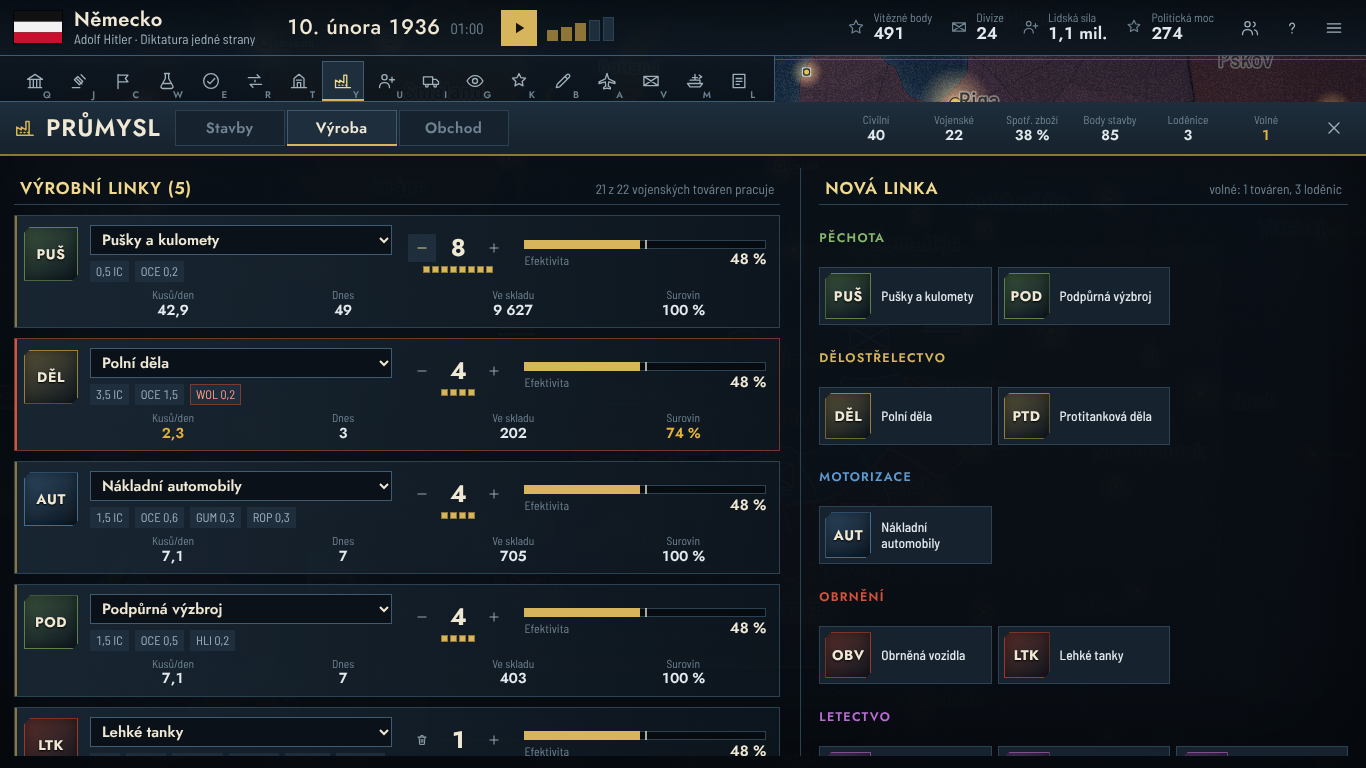 Německo
Adolf Hitler · Diktatura jedné strany
10. února 1936 01:00
Vítězné body
491
Divize
24
Lidská síla
1,1 mil.
Politická moc
274
?
Q J C W E R T Y U I G K B A V M L
Pskov
Riga
PRŮMYSL
Stavby
Výroba
Obchod
Civilní
40
Vojenské
22
Spotř. zboží
38 %
Body stavby
85
Loděnice
3
Volné
1
VÝROBNÍ LINKY (5)
21 z 22 vojenských továren pracuje
PUŠ
Pušky a kulomety
0,5 IC OCE 0,2
− 8 +
Efektivita 48 %
Kusů/den Dnes Ve skladu Surovin
42,9 49 9 627 100 %
DĚL
Polní děla
3,5 IC OCE 1,5 WOL 0,2
− 4 +
Efektivita 48 %
Kusů/den Dnes Ve skladu Surovin
2,3 3 202 74 %
AUT
Nákladní automobily
1,5 IC OCE 0,6 GUM 0,3 ROP 0,3
− 4 +
Efektivita 48 %
Kusů/den Dnes Ve skladu Surovin
7,1 7 705 100 %
POD
Podpůrná výzbroj
1,5 IC OCE 0,5 HLI 0,2
− 4 +
Efektivita 48 %
Kusů/den Dnes Ve skladu Surovin
7,1 7 403 100 %
LTK
Lehké tanky
1 +
Efektivita 48 %
NOVÁ LINKA
volné: 1 továren, 3 loděnic
PĚCHOTA
PUŠ Pušky a kulomety
POD Podpůrná výzbroj
DĚLOSTŘELECTVO
DĚL Polní děla
PTD Protitanková děla
MOTORIZACE
AUT Nákladní
automobily
OBRNĚNÍ
OBV Obrněná vozidla
LTK Lehké tanky
LETECTVO